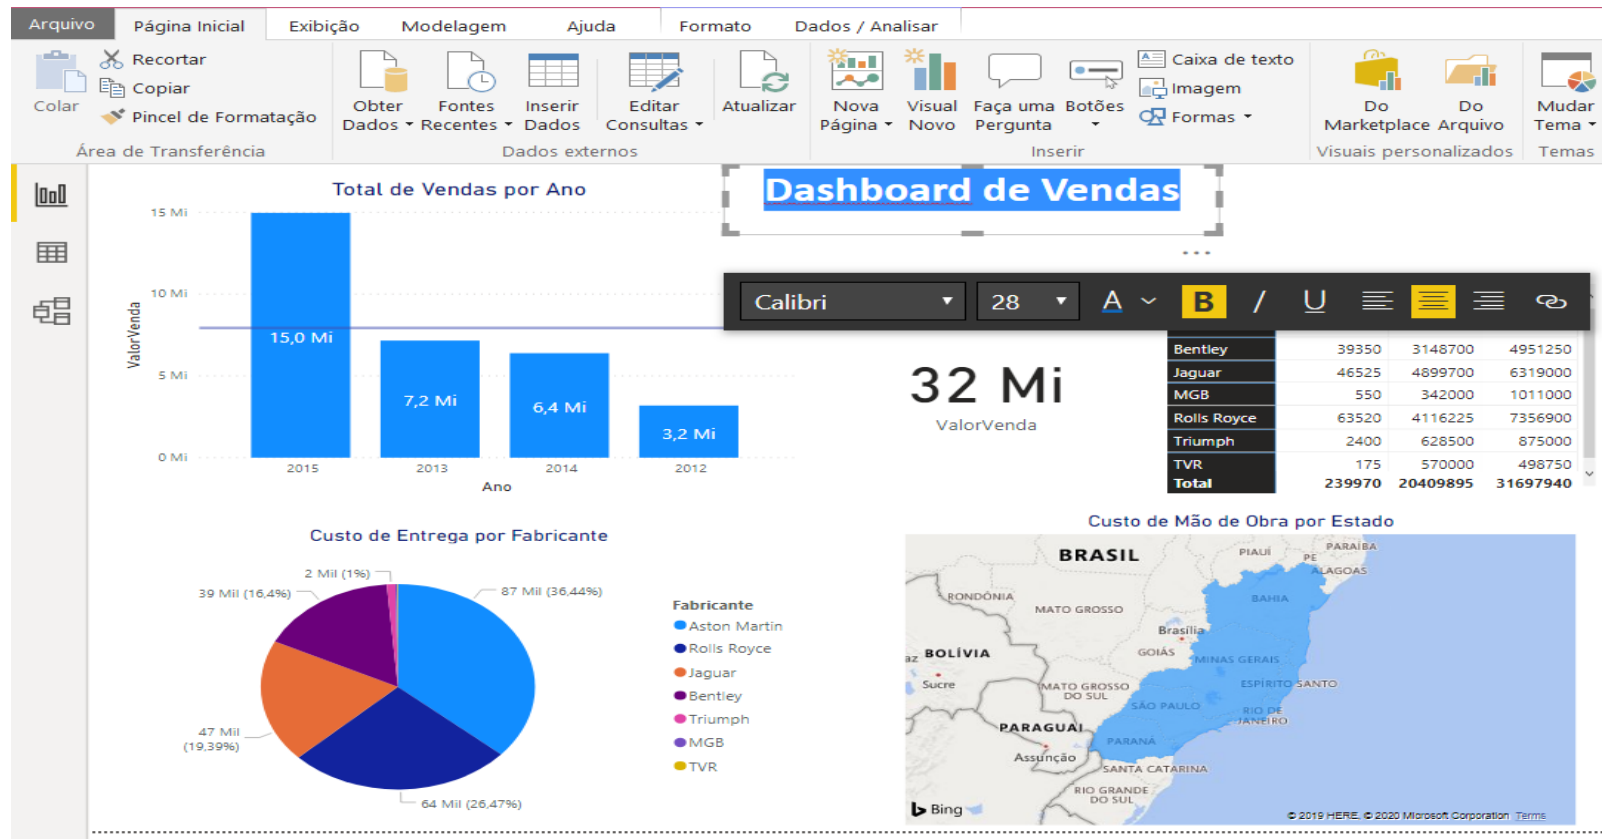 Arquivo
Página Inicial
Exibição
Modelagem
Ajuda
Formato
Dados / Analisar
Colar
Recortar
Copiar
Pincel de Formatação
Área de Transferência
Obter Dados
Fontes Recentes
Inserir Dados
Editar Consultas
Dados externos
Atualizar
Nova Página
Visual Novo
Faça uma Pergunta
Botões
Caixa de texto
Imagem
Formas
Inserir
Do Marketplace
Do Arquivo
Visuais personalizados
Mudar Tema
Temas
Total de Vendas por Ano
ValorVenda
15 Mi
10 Mi
5 Mi
0 Mi
15,0 Mi
7,2 Mi
6,4 Mi
3,2 Mi
2015
2013
2014
2012
Ano
Dashboard de Vendas
...
Calibri
28
A
B
I
U
32 Mi
ValorVenda
Bentley 39350 3148700 4951250
Jaguar 46525 4899700 6319000
MGB 550 342000 1011000
Rolls Royce 63520 4116225 7356900
Triumph 2400 628500 875000
TVR 175 570000 498750
Total 239970 20409895 31697940
Custo de Entrega por Fabricante
2 Mil (1%)
39 Mil (16,4%)
87 Mil (36,44%)
47 Mil
(19,39%)
64 Mil (26,47%)
Fabricante
Aston Martin
Rolls Royce
Jaguar
Bentley
Triumph
MGB
TVR
Custo de Mão de Obra por Estado
BRASIL
PIAUÍ
PARAÍBA
PE
ALAGOAS
RONDÔNIA
MATO GROSSO
BAHIA
Brasília
GOIÁS
az BOLÍVIA
MINAS GERAIS
Sucre
MATO GROSSO
DO SUL
ESPÍRITO SANTO
SÃO PAULO
RIO DE
JANEIRO
PARAGUAI
PARANÁ
Assunção
SANTA CATARINA
RIO GRANDE
DO SUL
Bing
© 2019 HERE, © 2020 Microsoft Corporation Terms